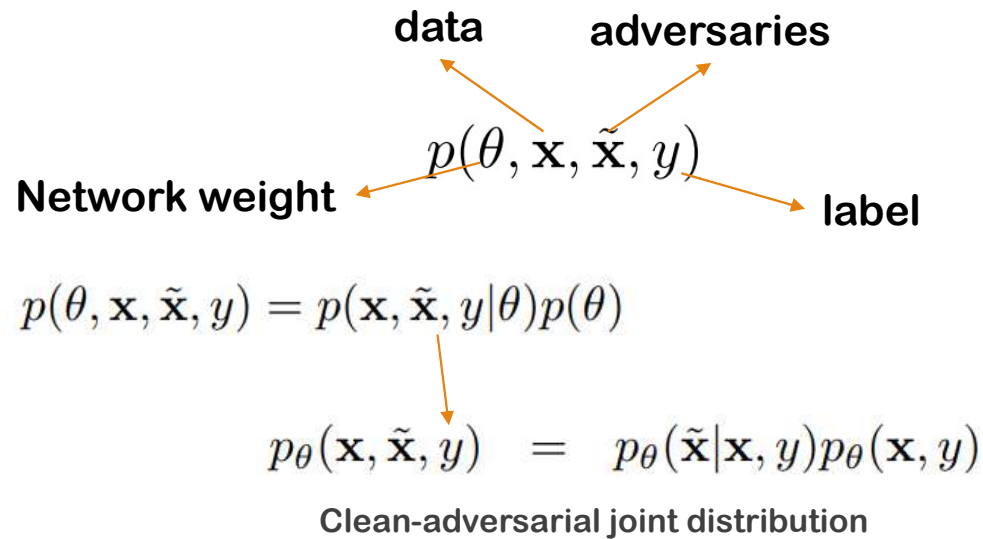 data adversaries
p(θ, x, x̃, y)
Network weight
label
p(θ, x, x̃, y) = p(x, x̃, y|θ)p(θ)
p_θ(x, x̃, y) = p_θ(x̃|x, y)p_θ(x, y)
Clean-adversarial joint distribution